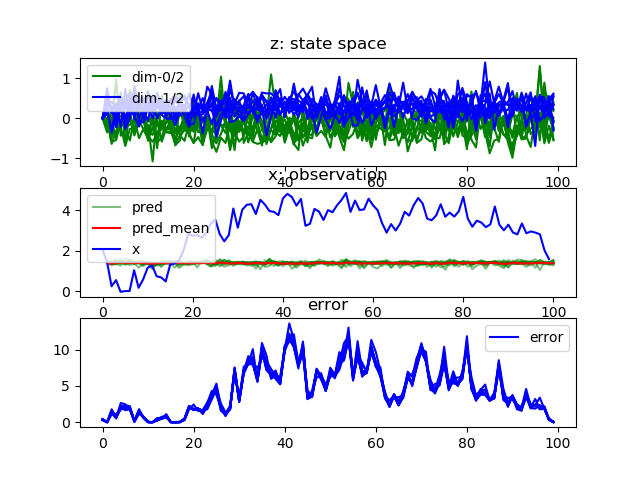 z: state space
dim-0/2
dim-1/2
1
0
−1
0 20 40 60 80 100
x: observation
pred
pred_mean
x
4
2
0
0 20 40 60 80 100
error
error
10
5
0
0 20 40 60 80 100